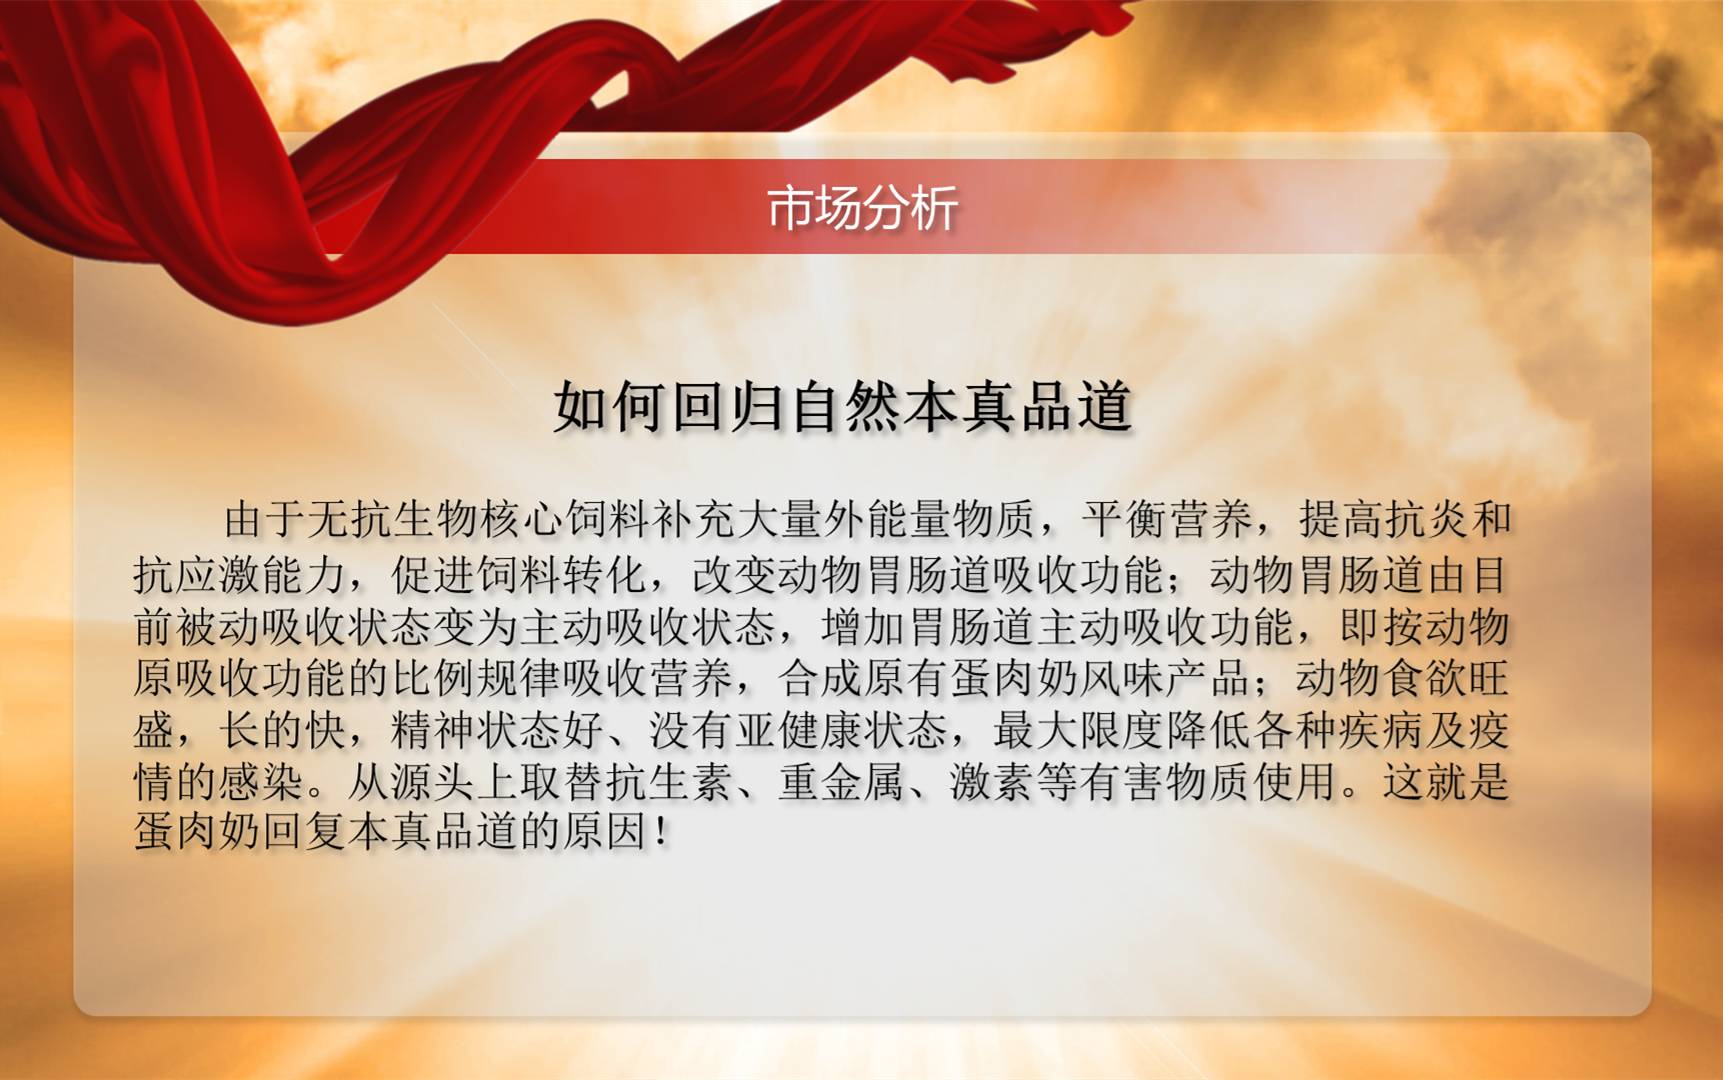 市场分析
如何回归自然本真品道
由于无抗生物核心饲料补充大量外能量物质，平衡营养，提高抗炎和
抗应激能力，促进饲料转化，改变动物胃肠道吸收功能；动物胃肠道由目
前被动吸收状态变为主动吸收状态，增加胃肠道主动吸收功能，即按动物
原吸收功能的比例规律吸收营养，合成原有蛋肉奶风味产品；动物食欲旺
盛，长的快，精神状态好、没有亚健康状态，最大限度降低各种疾病及疫
情的感染。从源头上取替抗生素、重金属、激素等有害物质使用。这就是
蛋肉奶回复本真品道的原因！